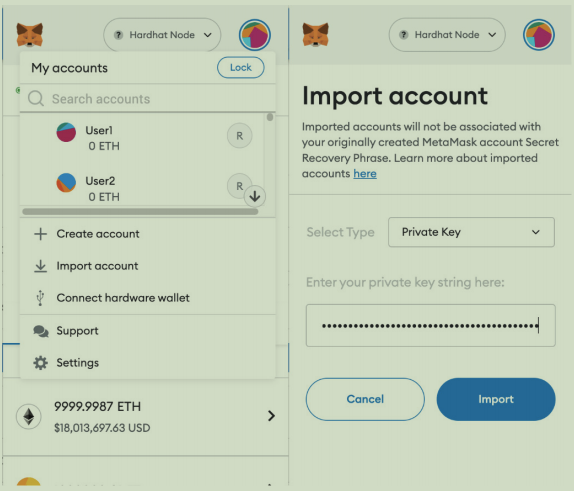 ? Hardhat Node
My accounts
Lock
Search accounts
User1
0 ETH
R
User2
0 ETH
R
Create account
Import account
Connect hardware wallet
Support
Settings
9999.9987 ETH
$18,013,697.63 USD
? Hardhat Node
Import account
Imported accounts will not be associated with
your originally created MetaMask account Secret
Recovery Phrase. Learn more about imported
accounts here
Select Type
Private Key
Enter your private key string here:
Cancel
Import